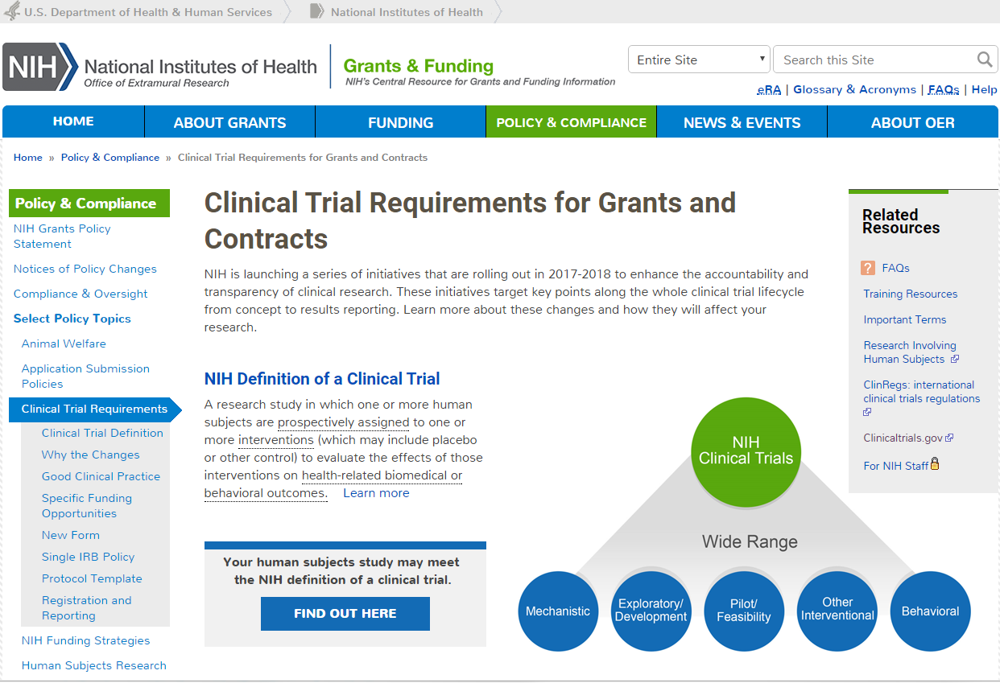 U.S. Department of Health & Human Services
National Institutes of Health
NIH
National Institutes of Health
Office of Extramural Research
Grants & Funding
NIH's Central Resource for Grants and Funding Information
Entire Site
Search this Site
eRA | Glossary & Acronyms | FAQs | Help
HOME
ABOUT GRANTS
FUNDING
POLICY & COMPLIANCE
NEWS & EVENTS
ABOUT OER
Home » Policy & Compliance » Clinical Trial Requirements for Grants and Contracts
Policy & Compliance
NIH Grants Policy
Statement
Notices of Policy Changes
Compliance & Oversight
Select Policy Topics
Animal Welfare
Application Submission
Policies
Clinical Trial Requirements
Clinical Trial Definition
Why the Changes
Good Clinical Practice
Specific Funding
Opportunities
New Form
Single IRB Policy
Protocol Template
Registration and
Reporting
NIH Funding Strategies
Human Subjects Research
Clinical Trial Requirements for Grants and
Contracts
NIH is launching a series of initiatives that are rolling out in 2017-2018 to enhance the accountability and
transparency of clinical research. These initiatives target key points along the whole clinical trial lifecycle
from concept to results reporting. Learn more about these changes and how they will affect your
research.
NIH Definition of a Clinical Trial
A research study in which one or more human
subjects are prospectively assigned to one or
more interventions (which may include placebo
or other control) to evaluate the effects of those
interventions on health-related biomedical or
behavioral outcomes. Learn more
Your human subjects study may meet
the NIH definition of a clinical trial.
FIND OUT HERE
NIH
Clinical Trials
Wide Range
Mechanistic
Exploratory/
Development
Pilot/
Feasibility
Other
Interventional
Behavioral
Related
Resources
? FAQs
Training Resources
Important Terms
Research Involving
Human Subjects
ClinRegs: international
clinical trials regulations
Clinicaltrials.gov
For NIH Staff